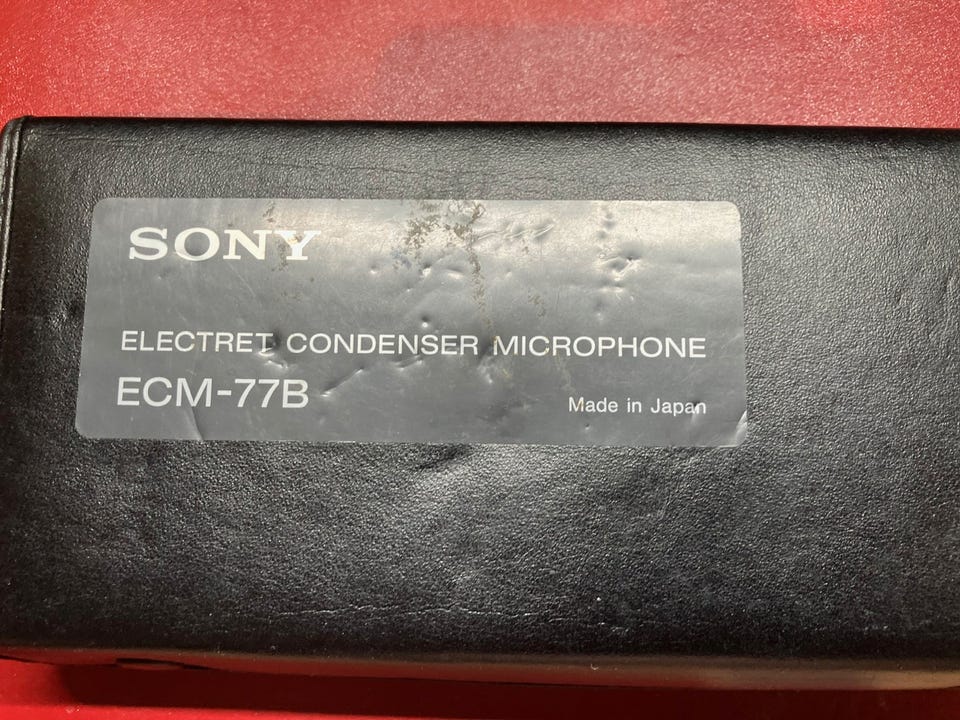 SONY
ELECTRET CONDENSER MICROPHONE
ECM-77B
Made in Japan